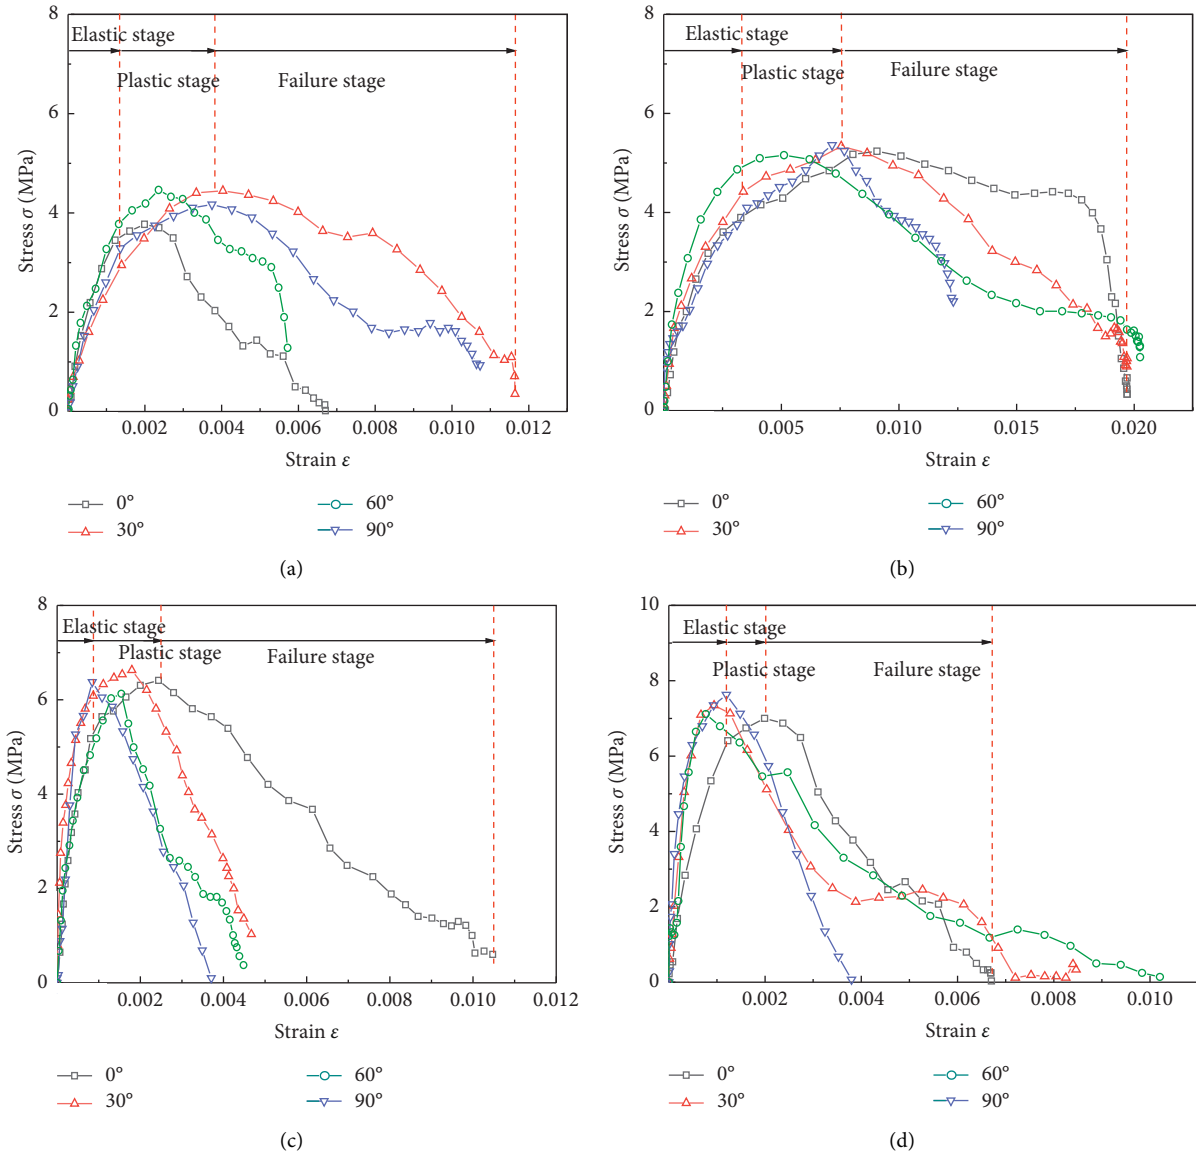 8
6
4
2
0
Stress σ (MPa)
Elastic stage
Plastic stage
Failure stage
0.002 0.004 0.006 0.008 0.010 0.012
Strain ε
0° 60°
30° 90°
(a)
8
6
4
2
0
Stress σ (MPa)
Elastic stage
Plastic stage
Failure stage
0.005 0.010 0.015 0.020
Strain ε
0° 60°
30° 90°
(b)
8
6
4
2
0
Stress σ (MPa)
Elastic stage
Plastic stage
Failure stage
0.002 0.004 0.006 0.008 0.010 0.012
Strain ε
0° 60°
30° 90°
(c)
10
8
6
4
2
0
Stress σ (MPa)
Elastic stage
Plastic stage
Failure stage
0.002 0.004 0.006 0.008 0.010
Strain ε
0° 60°
30° 90°
(d)